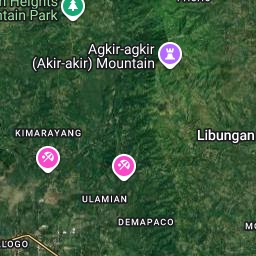 Heights
ntain Park
Agkir-agkir
(Akir-akir) Mountain
KIMARAYANG
Libungan
ULAMIAN
DEMAPACO
LOGO